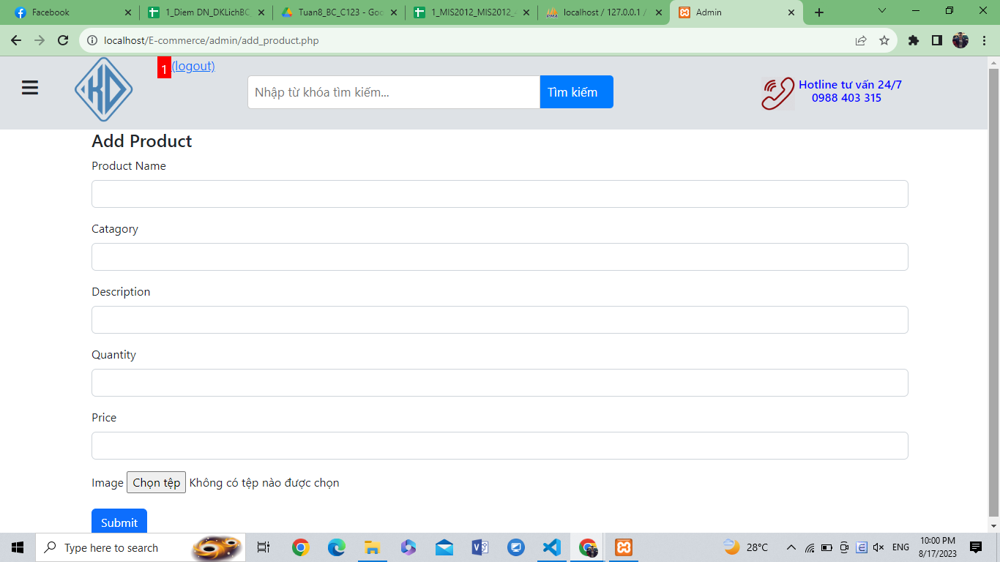 Facebook
1_Diem DN_DKLichBC_
Tuan8_BC_C123 - Goo
1_MIS2012_MIS2012_4
localhost / 127.0.0.1 /
Admin
localhost/E-commerce/admin/add_product.php
KD
1 (logout)
Nhập từ khóa tìm kiếm...
Tìm kiếm
Hotline tư vấn 24/7
0988 403 315
Add Product
Product Name
Catagory
Description
Quantity
Price
Image Chọn tệp Không có tệp nào được chọn
Submit
Type here to search
28°C
ENG
10:00 PM
8/17/2023